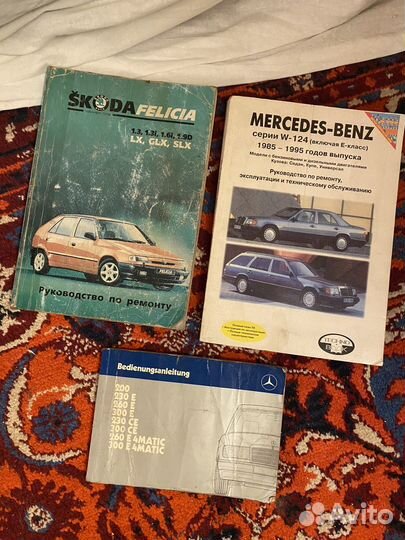 ŠKODA FELICIA
1.3, 1.3i, 1.6i, 1.9D
LX, GLX, SLX
FELICIA
Руководство по ремонту
MERCEDES-BENZ
серии W-124 (включая E-класс)
1985 - 1995 годов выпуска
Модели с бензиновыми и дизельными двигателями
Кузова: Седан, Купе, Универсал
Руководство по ремонту,
эксплуатации и техническому обслуживанию
TECHNO
BOOK
Bedienungsanleitung
200
230 E
260 E
300 E
230 CE
300 CE
260 E 4MATIC
300 E 4MATIC
Avito